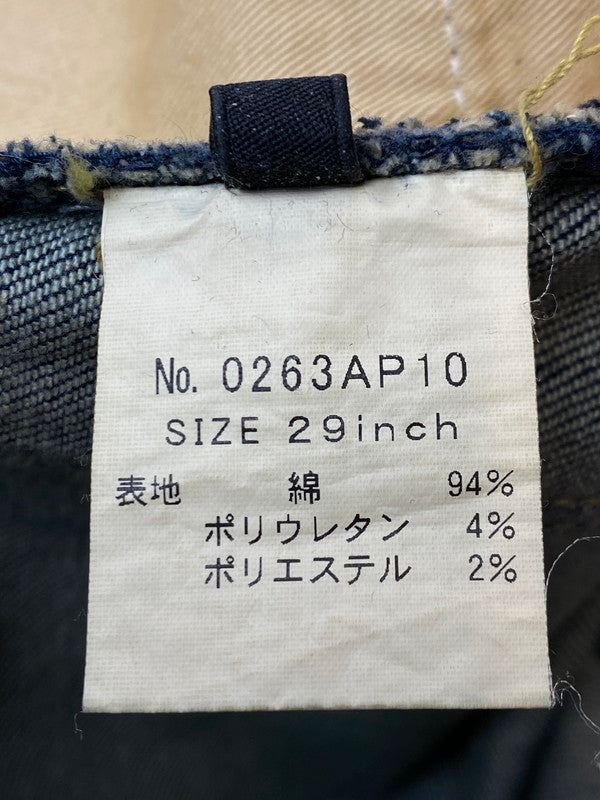 No. 0263AP10
SIZE 29inch
表地 綿 94%
ポリウレタン 4%
ポリエステル 2%